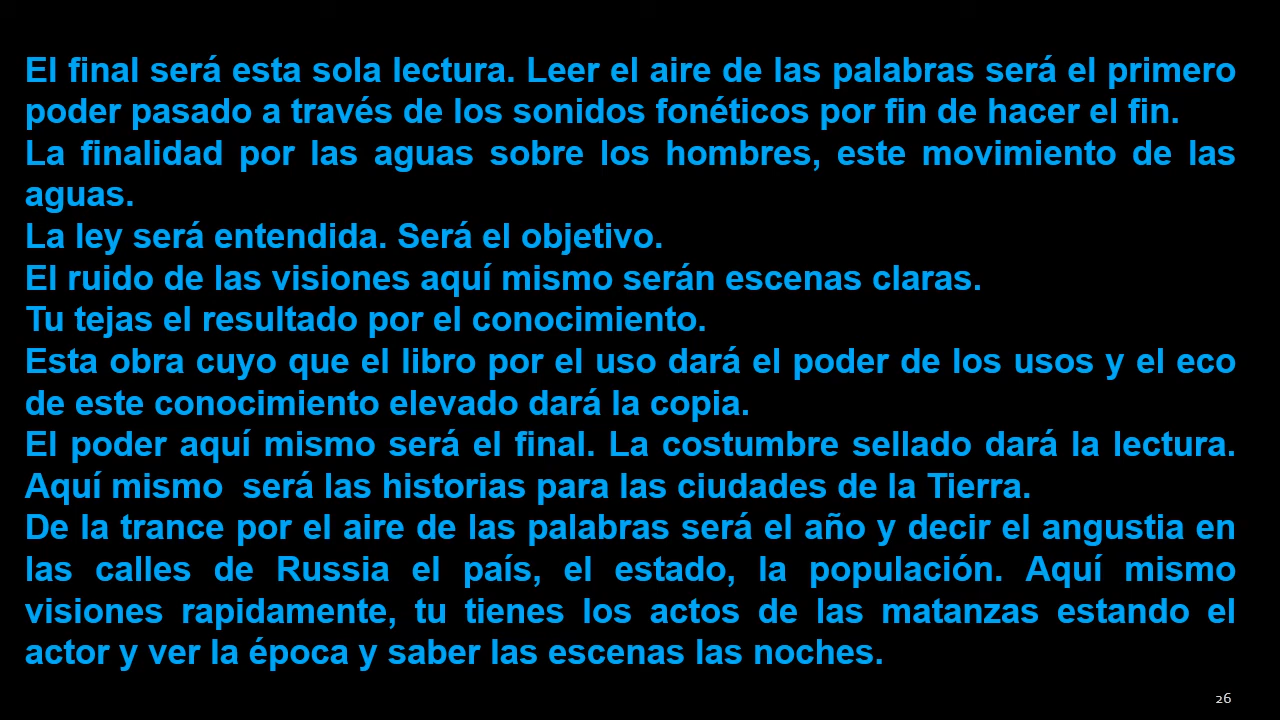 El final será esta sola lectura. Leer el aire de las palabras será el primero
poder pasado a través de los sonidos fonéticos por fin de hacer el fin.
La finalidad por las aguas sobre los hombres, este movimiento de las
aguas.
La ley será entendida. Será el objetivo.
El ruido de las visiones aquí mismo serán escenas claras.
Tu tejas el resultado por el conocimiento.
Esta obra cuyo que el libro por el uso dará el poder de los usos y el eco
de este conocimiento elevado dará la copia.
El poder aquí mismo será el final. La costumbre sellado dará la lectura.
Aquí mismo  será las historias para las ciudades de la Tierra.
De la trance por el aire de las palabras será el año y decir el angustia en
las calles de Russia el país, el estado, la populación. Aquí mismo
visiones rapidamente, tu tienes los actos de las matanzas estando el
actor y ver la época y saber las escenas las noches.
26